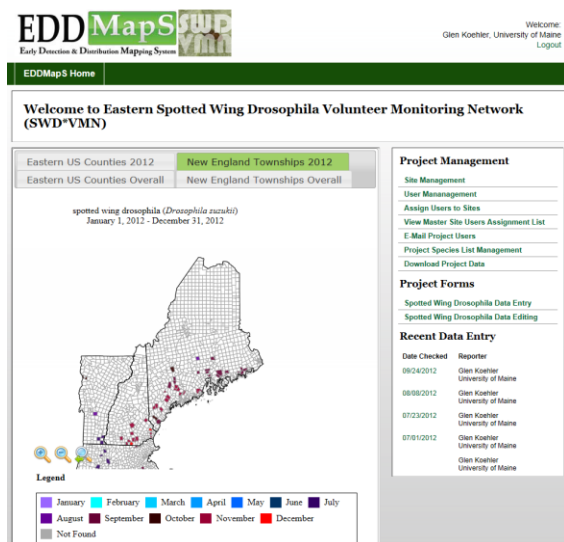 EDDMapS SWD
VMN
Early Detection & Distribution Mapping System
Welcome:
Glen Koehler, University of Maine
Logout
EDDMapS Home
Welcome to Eastern Spotted Wing Drosophila Volunteer Monitoring Network
(SWD*VMN)
Eastern US Counties 2012
New England Townships 2012
Eastern US Counties Overall
New England Townships Overall
spotted wing drosophila (Drosophila suzukii)
January 1, 2012 - December 31, 2012
Legend
January February March April May June July
August September October November December
Not Found
Project Management
Site Management
User Mananagement
Assign Users to Sites
View Master Site Users Assignment List
E-Mail Project Users
Project Species List Management
Download Project Data
Project Forms
Spotted Wing Drosophila Data Entry
Spotted Wing Drosophila Data Editing
Recent Data Entry
Date Checked Reporter
09/24/2012 Glen Koehler
University of Maine
08/08/2012 Glen Koehler
University of Maine
07/23/2012 Glen Koehler
University of Maine
07/01/2012 Glen Koehler
University of Maine
Glen Koehler
University of Maine